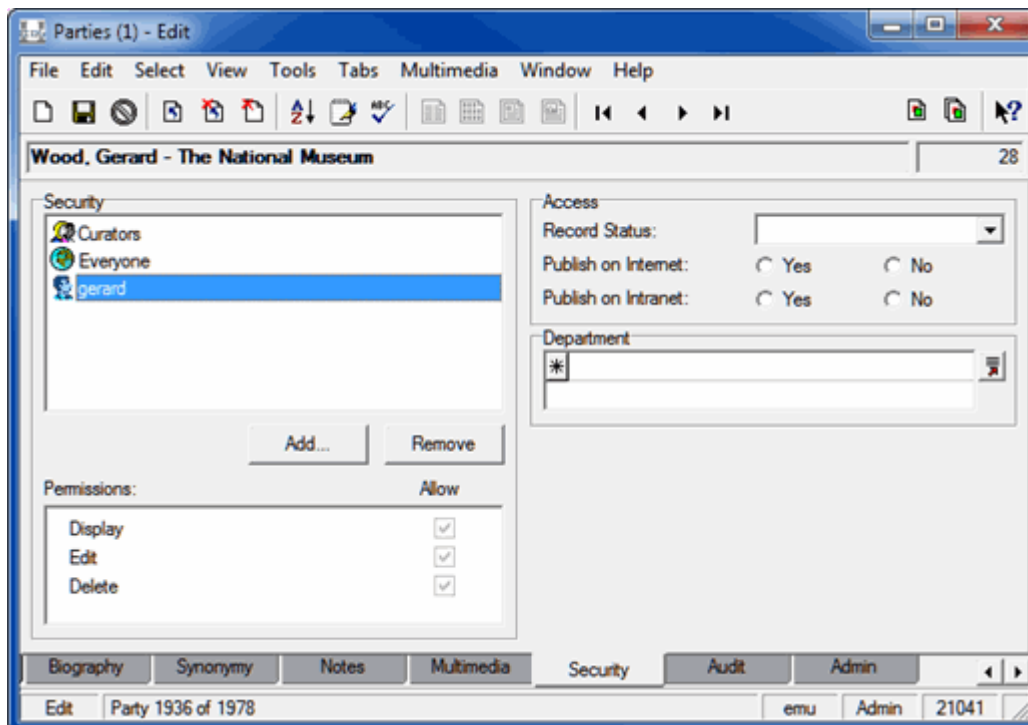 Parties (1) - Edit
File Edit Select View Tools Tabs Multimedia Window Help
Wood, Gerard - The National Museum 28
Security
Curators
Everyone
gerard
Add... Remove
Permissions: Allow
Display
Edit
Delete
Access
Record Status:
Publish on Internet: Yes No
Publish on Intranet: Yes No
Department
Biography Synonymy Notes Multimedia Security Audit Admin
Edit Party 1936 of 1978 emu Admin 21041